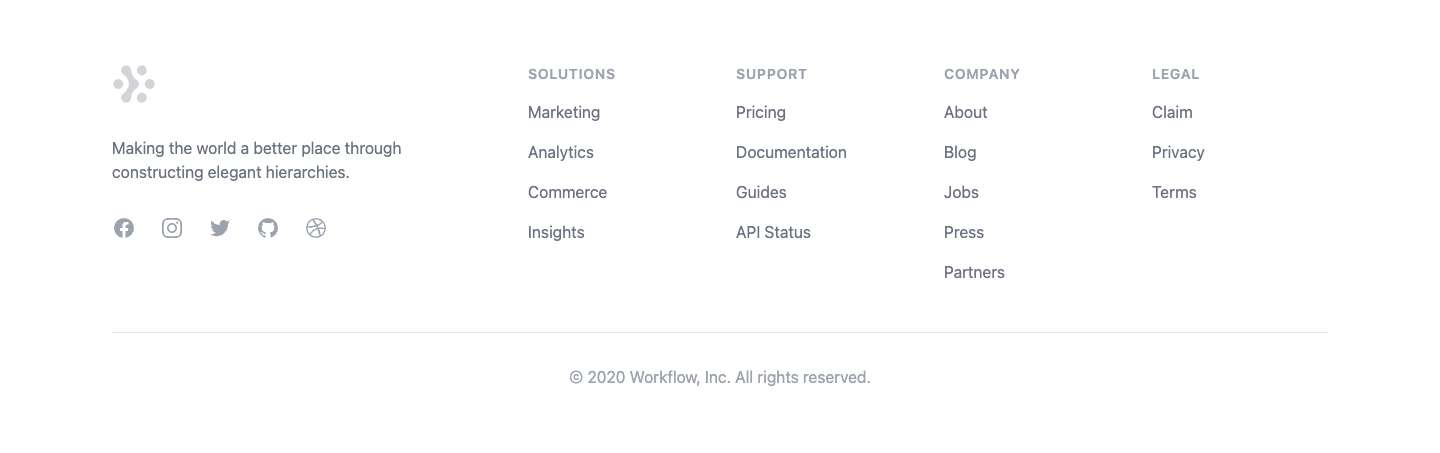 Making the world a better place through
constructing elegant hierarchies.
SOLUTIONS
Marketing
Analytics
Commerce
Insights
SUPPORT
Pricing
Documentation
Guides
API Status
COMPANY
About
Blog
Jobs
Press
Partners
LEGAL
Claim
Privacy
Terms
© 2020 Workflow, Inc. All rights reserved.